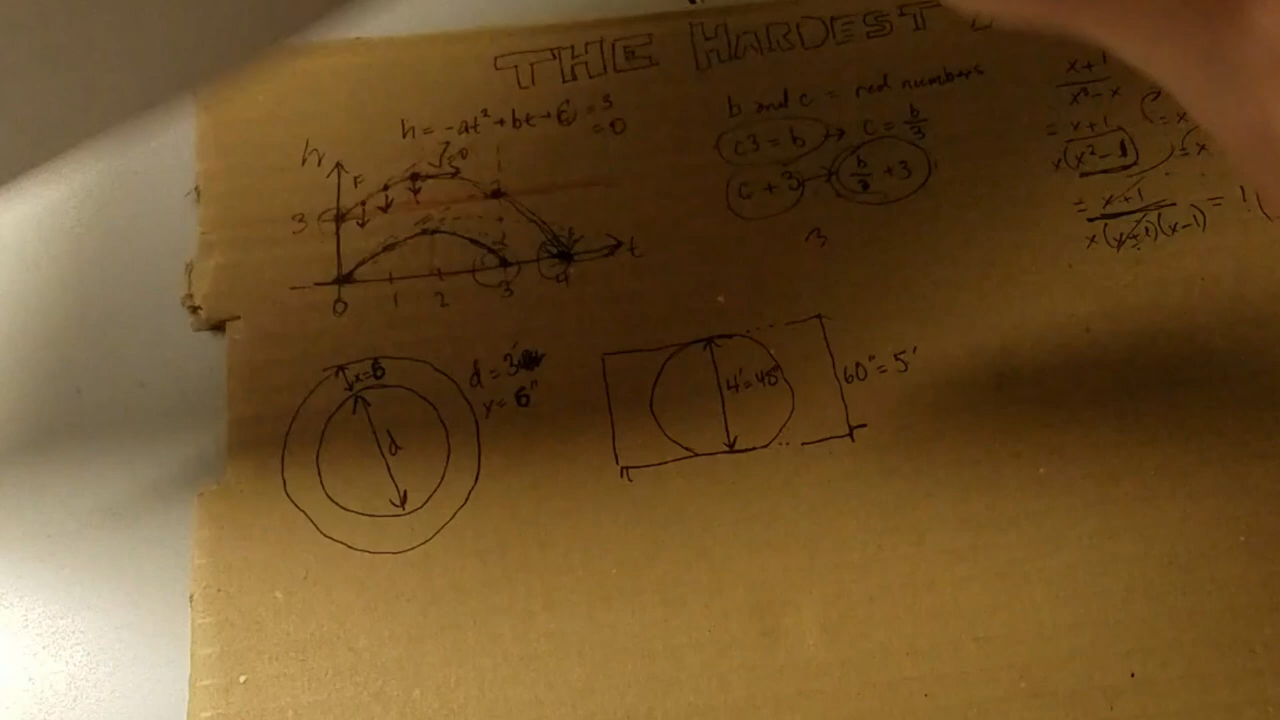 THE HARDEST
h = -at² + bt + c = 3
= 0
h
F
3
0
1
2
3
4
t
b and c = real numbers
c3 = b → c = b/3
c + 3 → b/3 + 3
3
x+1
x³-x
= x+1
x(x²-1)
= x+1
x(x+1)(x-1)
x=6
d
d = 3'
x = 6"
4'=48"
60" = 5'